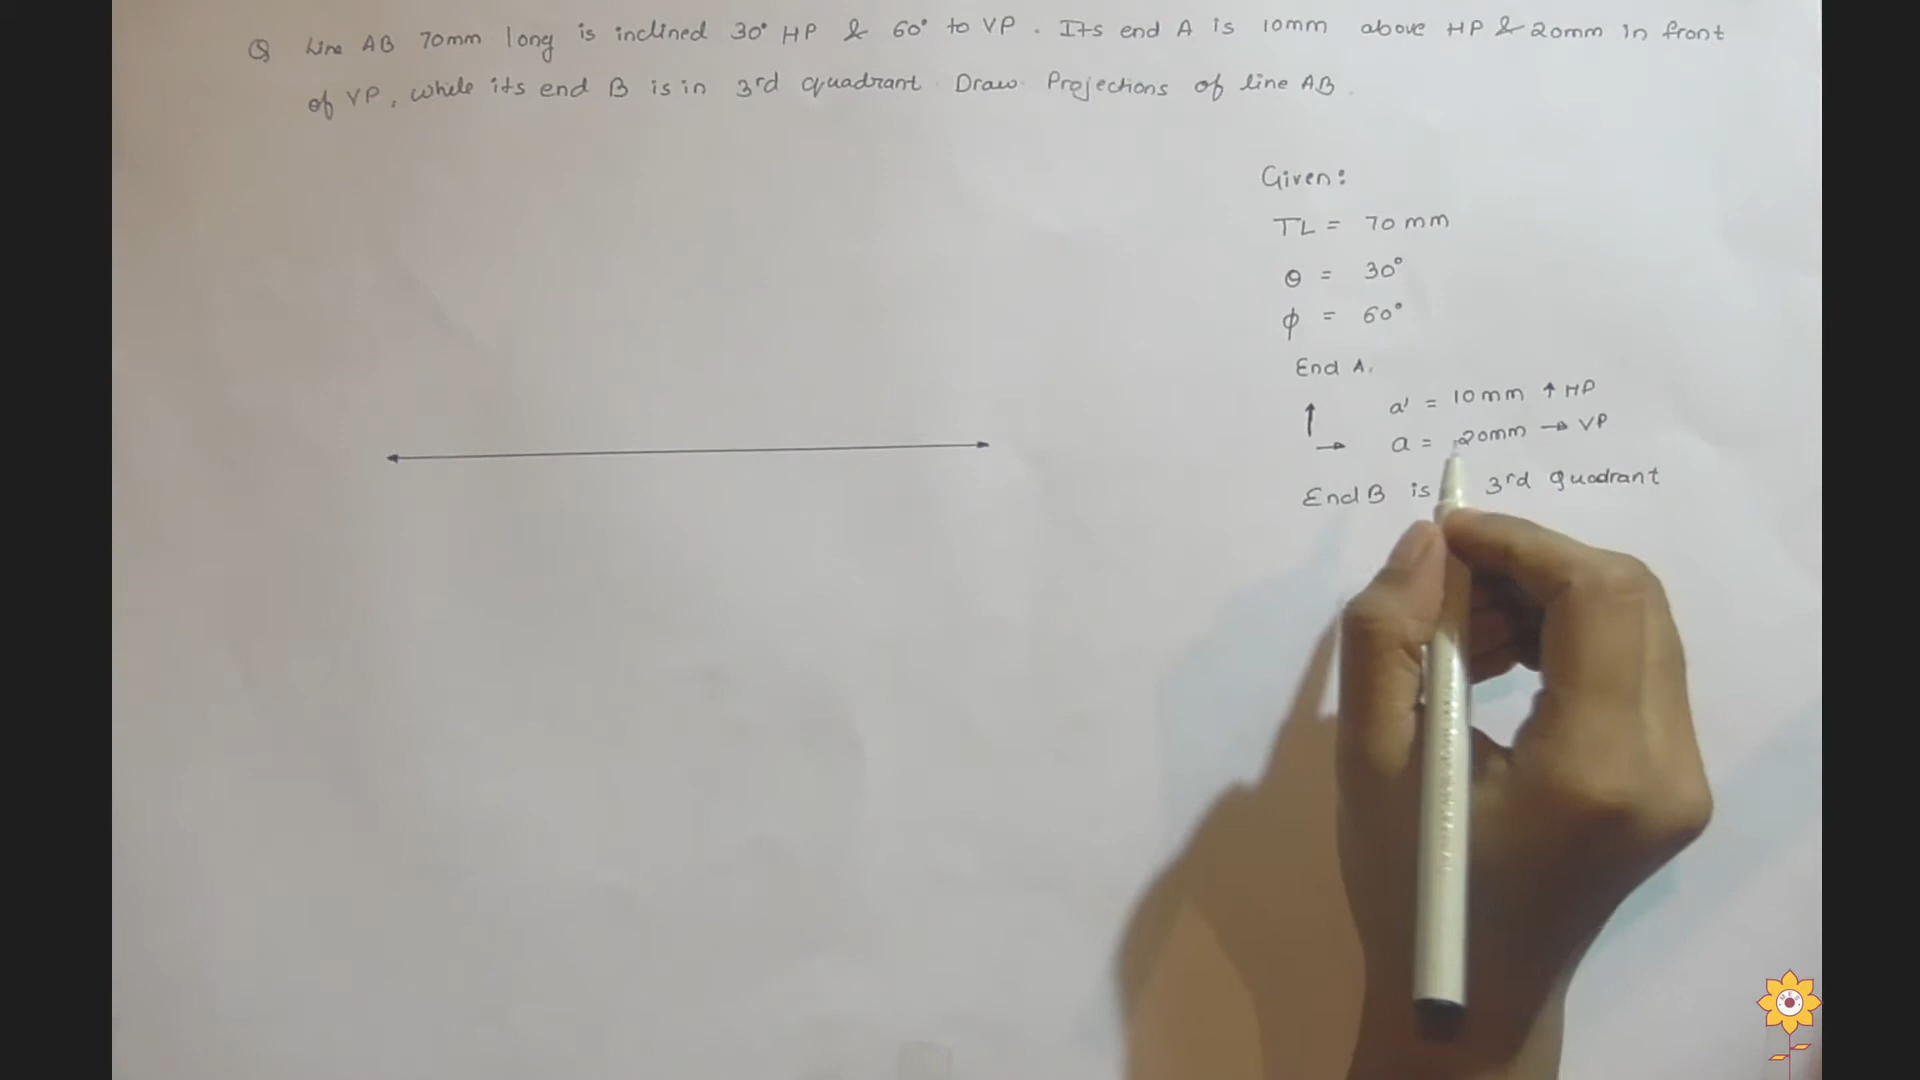 Q Line AB 70mm long is inclined 30° HP & 60° to VP. Its end A is 10mm above HP & 20mm in front
of VP, while its end B is in 3rd quadrant. Draw Projections of line AB.
Given:
TL = 70 mm
θ = 30°
ϕ = 60°
End A.
a' = 10mm ↑ HP
a = 20mm → VP
End B is 3rd quadrant